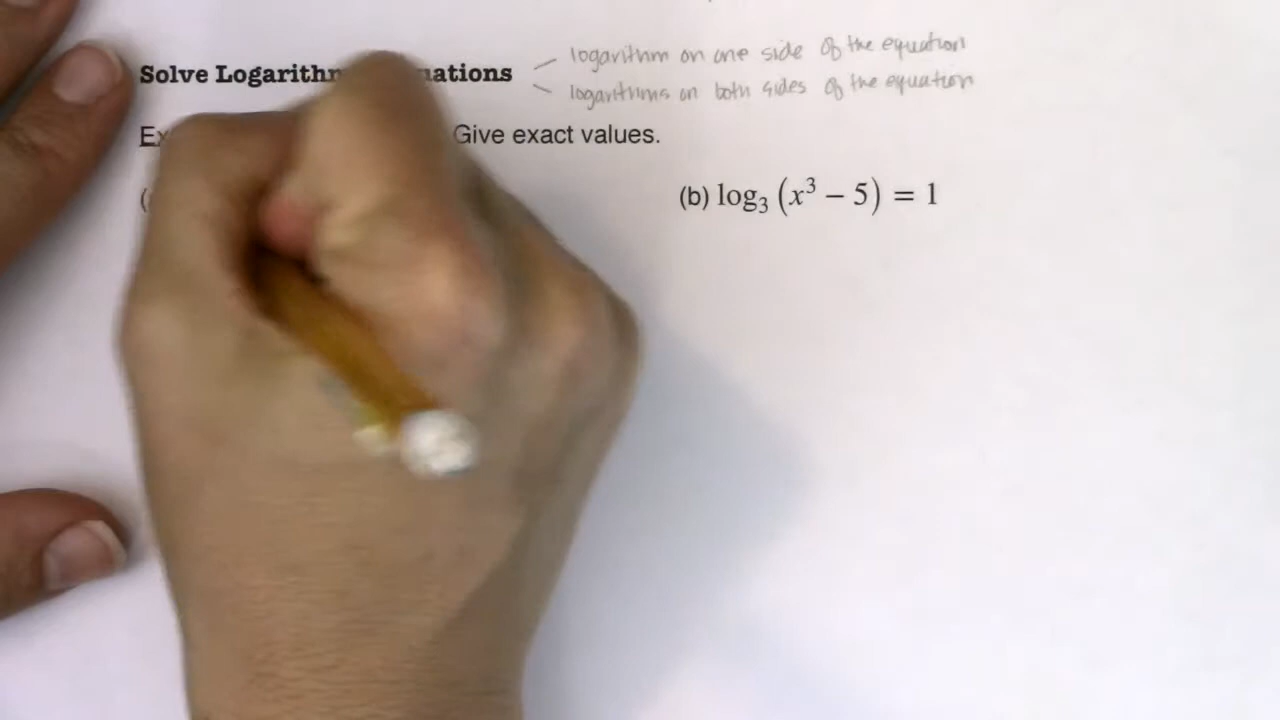 Solve Logarithm ations
logarithm on one side of the equation
logarithms on both sides of the equation
Ex Give exact values.
(b) log₃ (x³ − 5) = 1